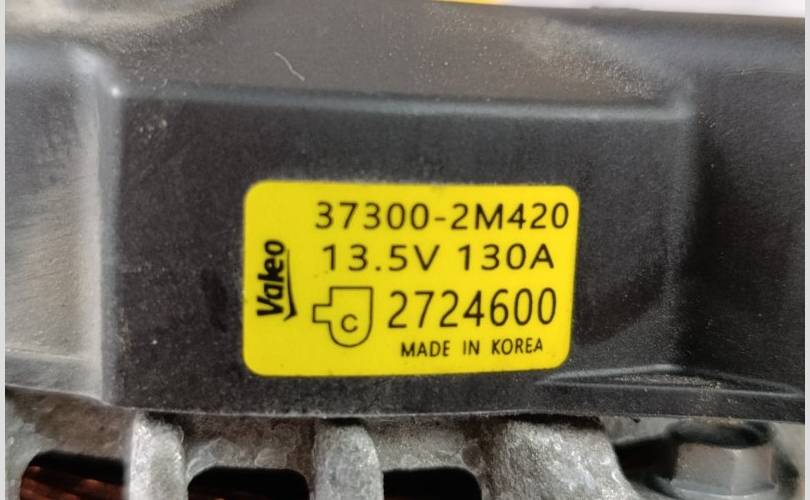 37300-2M420
13.5V 130A
Valeo
C 2724600
MADE IN KOREA